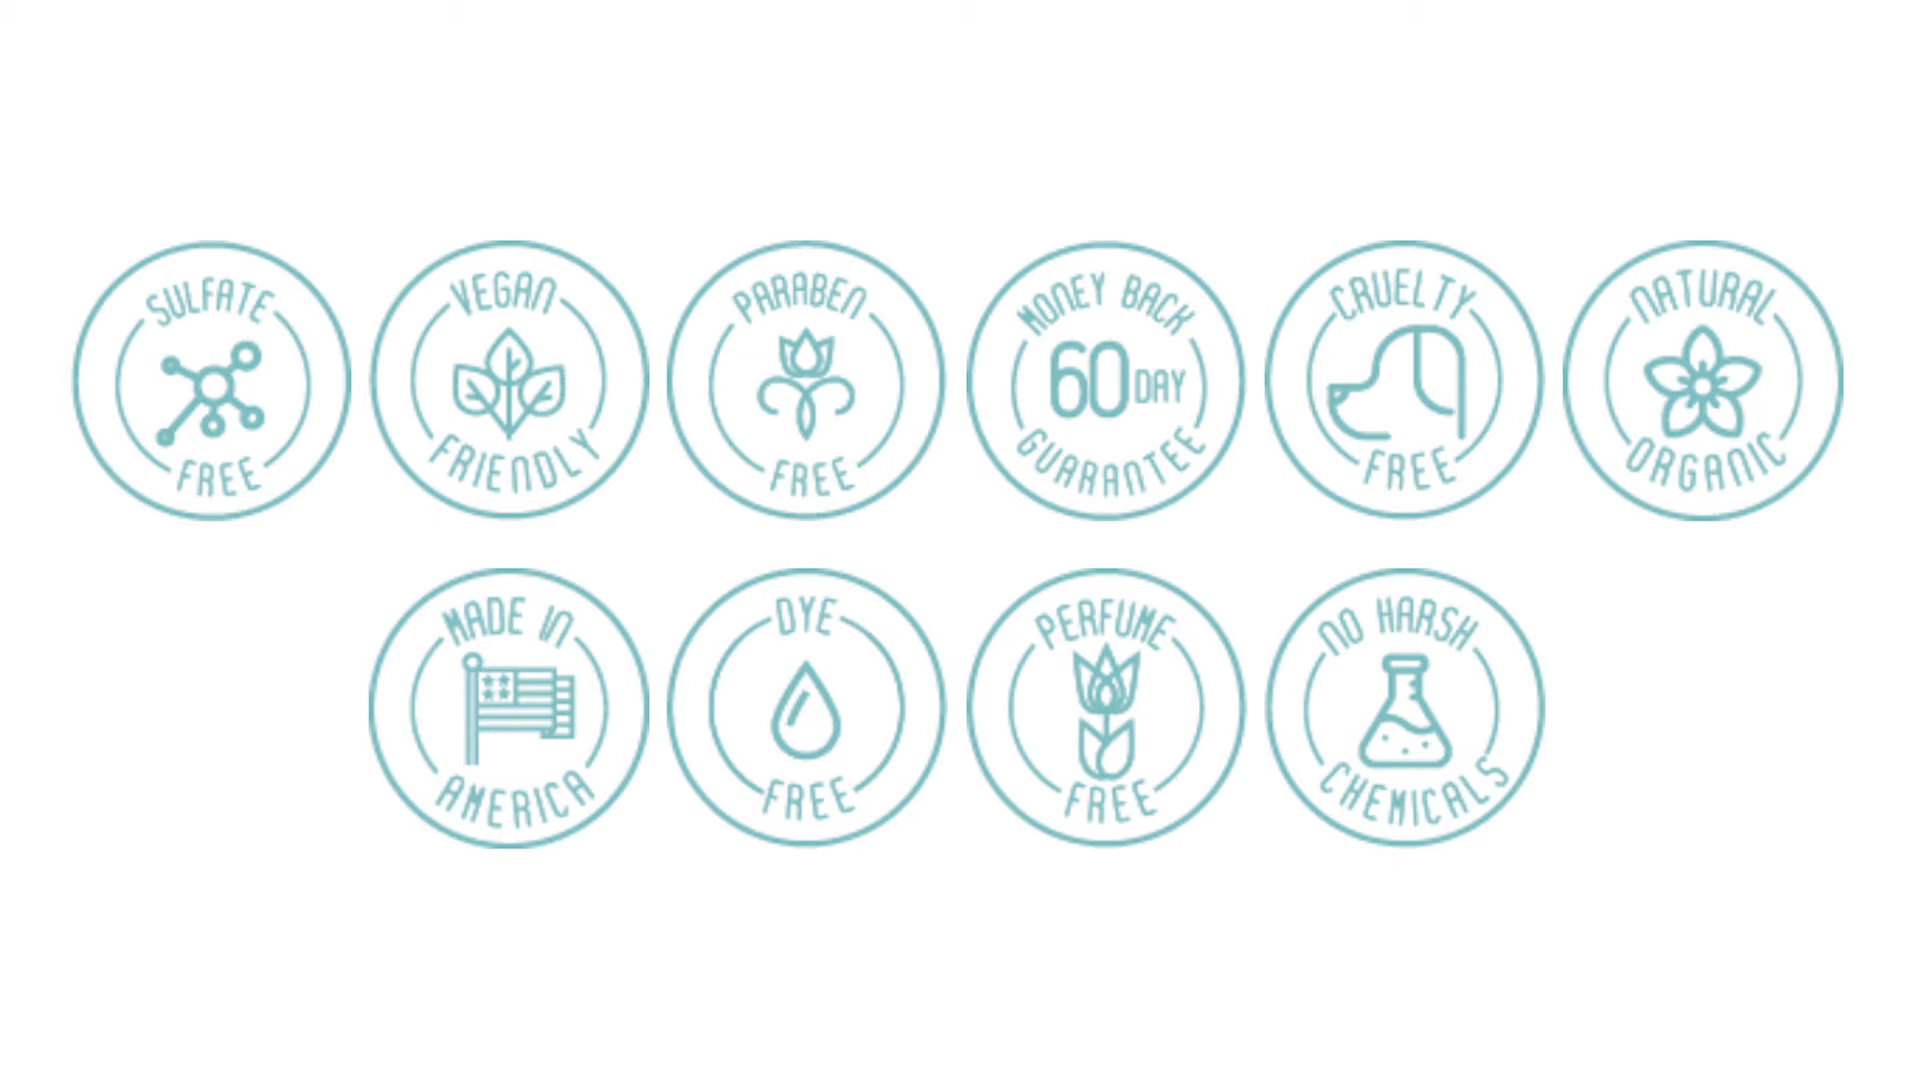 SULFATE
FREE
VEGAN
FRIENDLY
PARABEN
FREE
MONEY BACK
60 DAY
GUARANTEE
CRUELTY
FREE
NATURAL
ORGANIC
MADE IN
AMERICA
DYE
FREE
PERFUME
FREE
NO HARSH
CHEMICALS